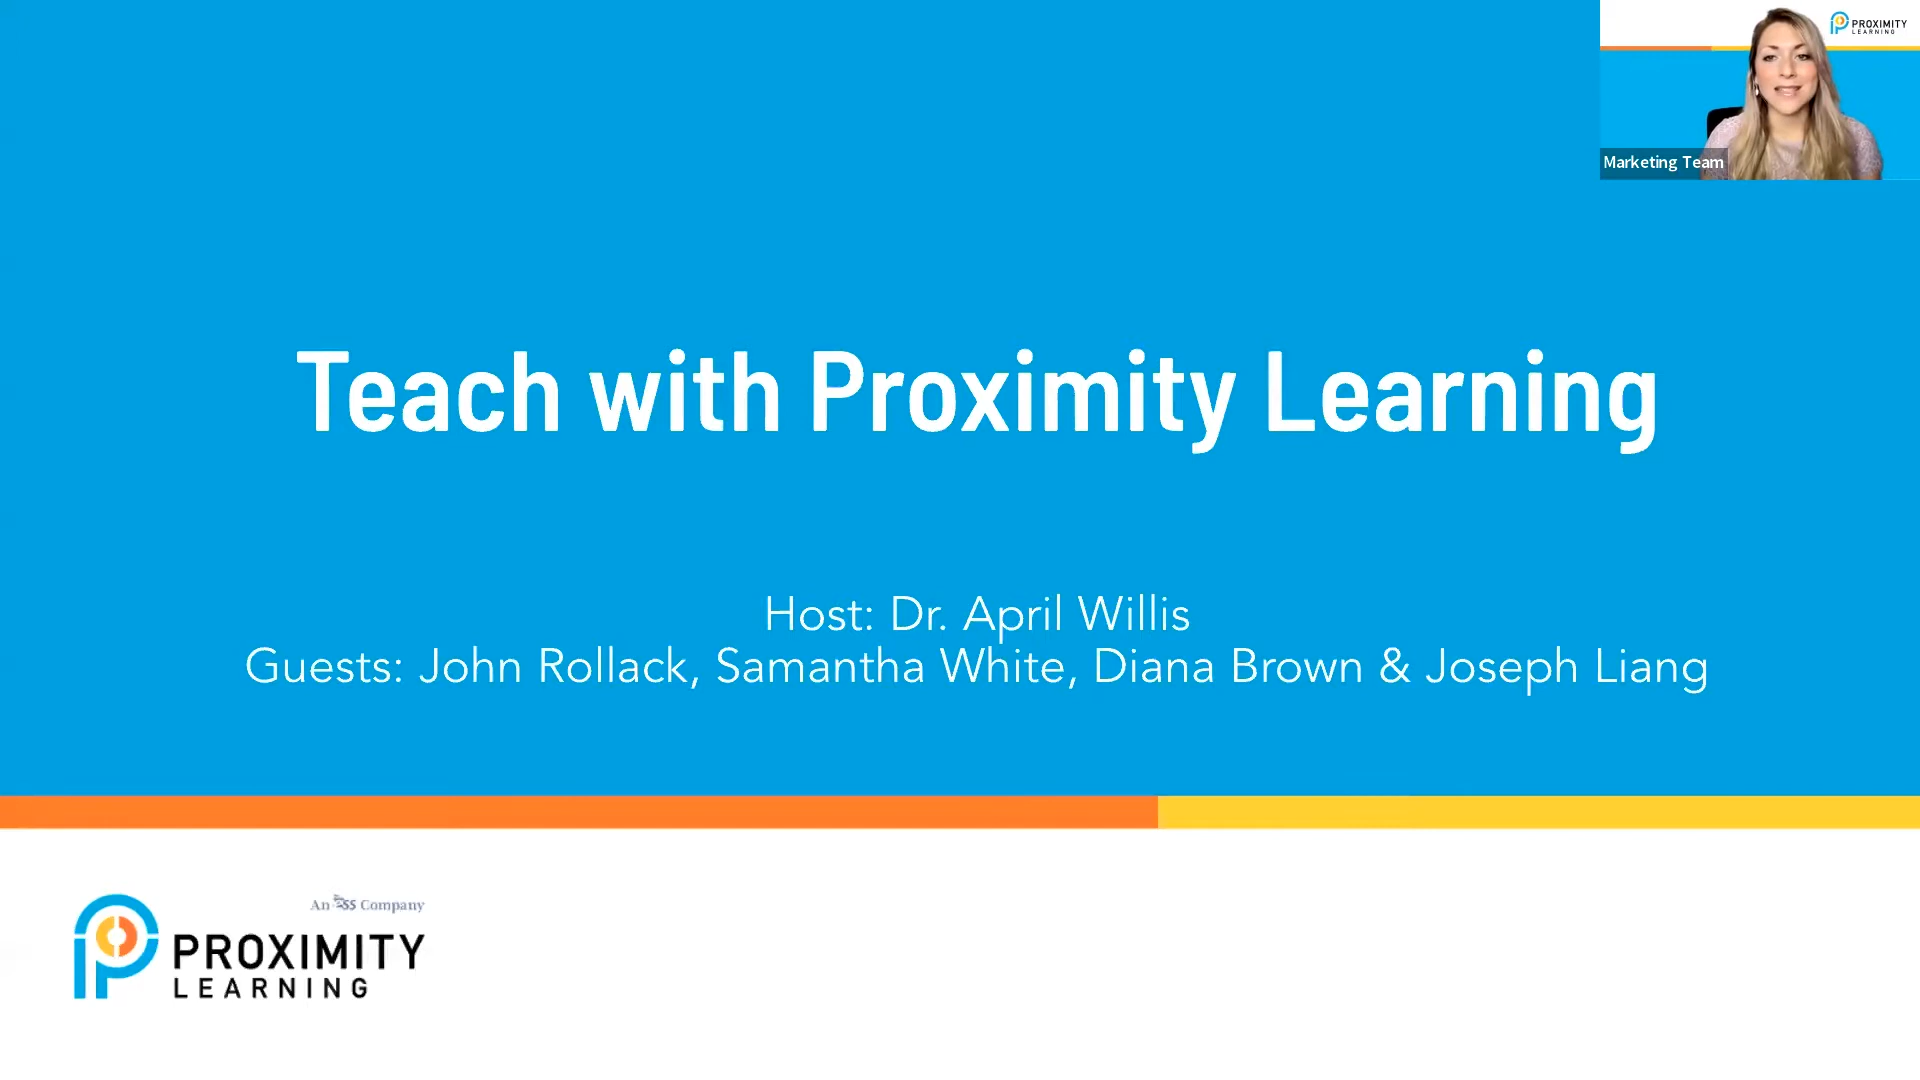 PROXIMITY
LEARNING
Marketing Team
Teach with Proximity Learning
Host: Dr. April Willis
Guests: John Rollack, Samantha White, Diana Brown & Joseph Liang
An ESS Company
PROXIMITY
LEARNING